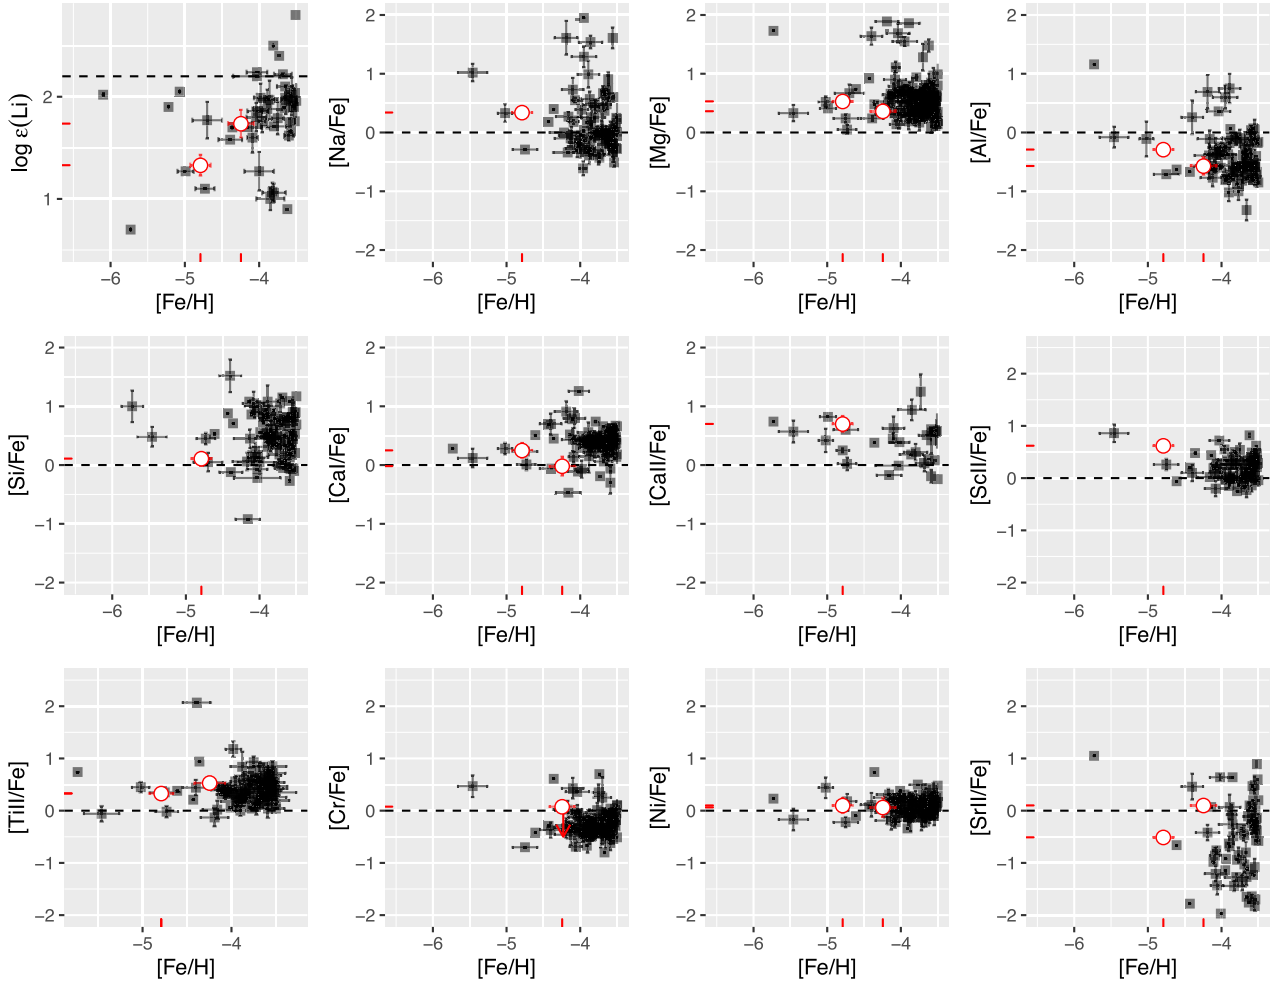 log ε(Li)
2
1
−6 −5 −4
[Fe/H]
[Na/Fe]
2
1
0
−1
−2
−6 −5 −4
[Fe/H]
[Mg/Fe]
2
1
0
−1
−2
−6 −5 −4
[Fe/H]
[Al/Fe]
2
1
0
−1
−2
−6 −5 −4
[Fe/H]
[Si/Fe]
2
1
0
−1
−2
−6 −5 −4
[Fe/H]
[CaI/Fe]
2
1
0
−1
−2
−6 −5 −4
[Fe/H]
[CaII/Fe]
2
1
0
−1
−2
−6 −5 −4
[Fe/H]
[ScII/Fe]
2
1
0
−1
−2
−6 −5 −4
[Fe/H]
[TiII/Fe]
2
1
0
−1
−2
−5 −4
[Fe/H]
[Cr/Fe]
2
1
0
−1
−2
−6 −5 −4
[Fe/H]
[Ni/Fe]
2
1
0
−1
−2
−6 −5 −4
[Fe/H]
[SrII/Fe]
2
1
0
−1
−2
−6 −5 −4
[Fe/H]